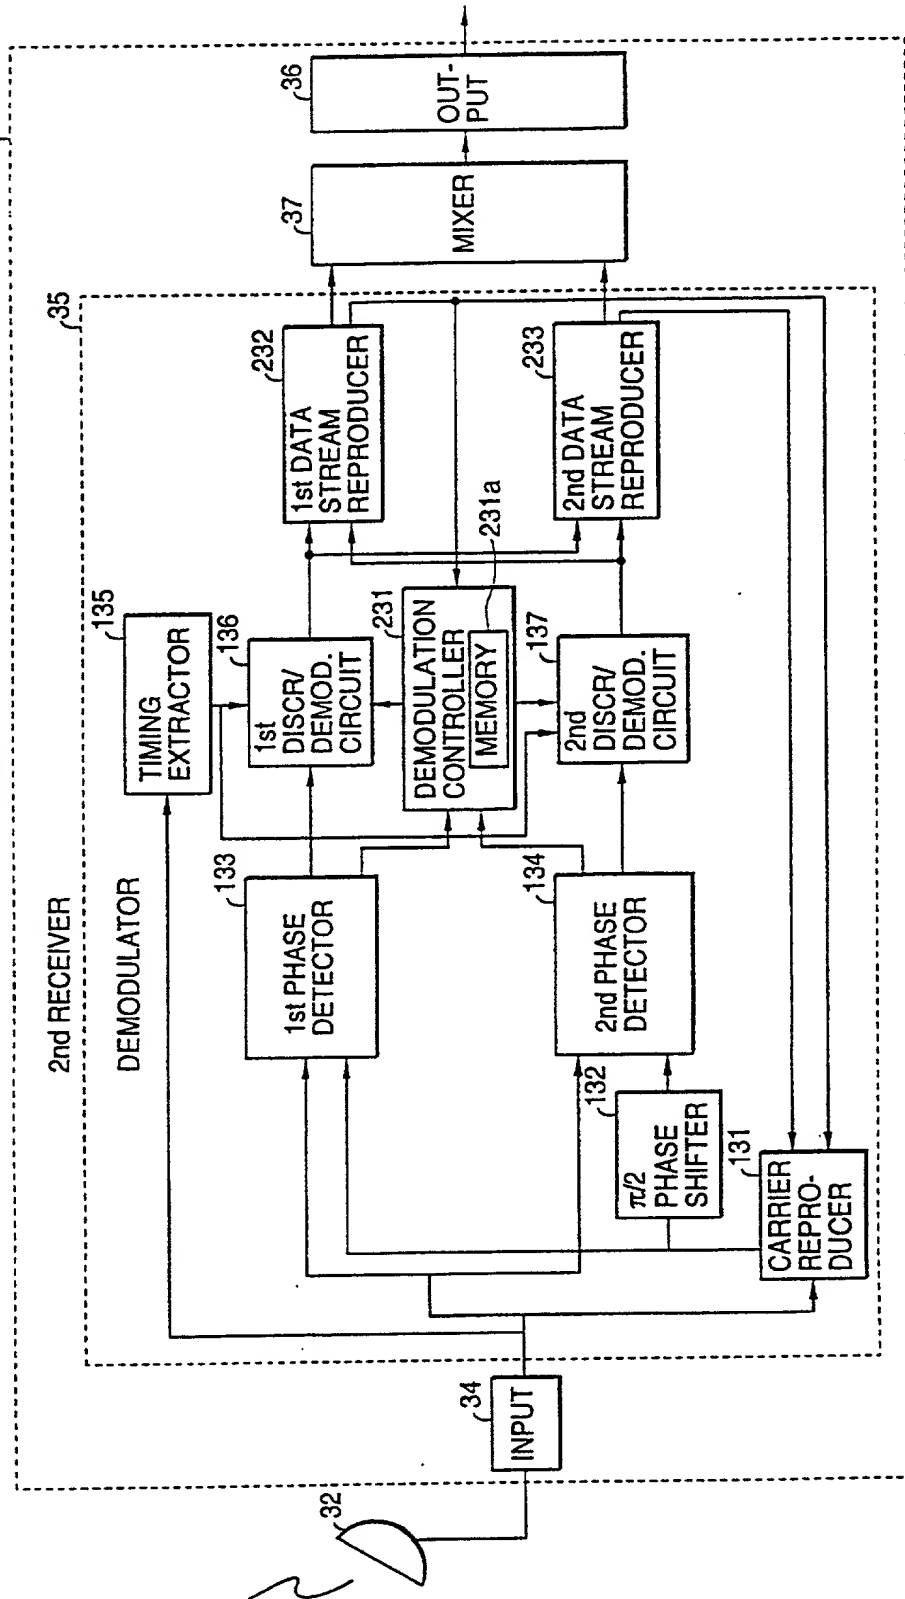 2nd RECEIVER
DEMODULATOR
35
32
34
INPUT
135
TIMING
EXTRACTOR
133
1st PHASE
DETECTOR
136
1st
DISCR/
DEMOD.
CIRCUIT
232
1st DATA
STREAM
REPRODUCER
231
DEMODULATION
CONTROLLER
MEMORY
231a
134
2nd PHASE
DETECTOR
137
2nd
DISCR/
DEMOD.
CIRCUIT
233
2nd DATA
STREAM
REPRODUCER
132
π/2
PHASE
SHIFTER
131
CARRIER
REPRO-
DUCER
37
MIXER
36
OUT-
PUT